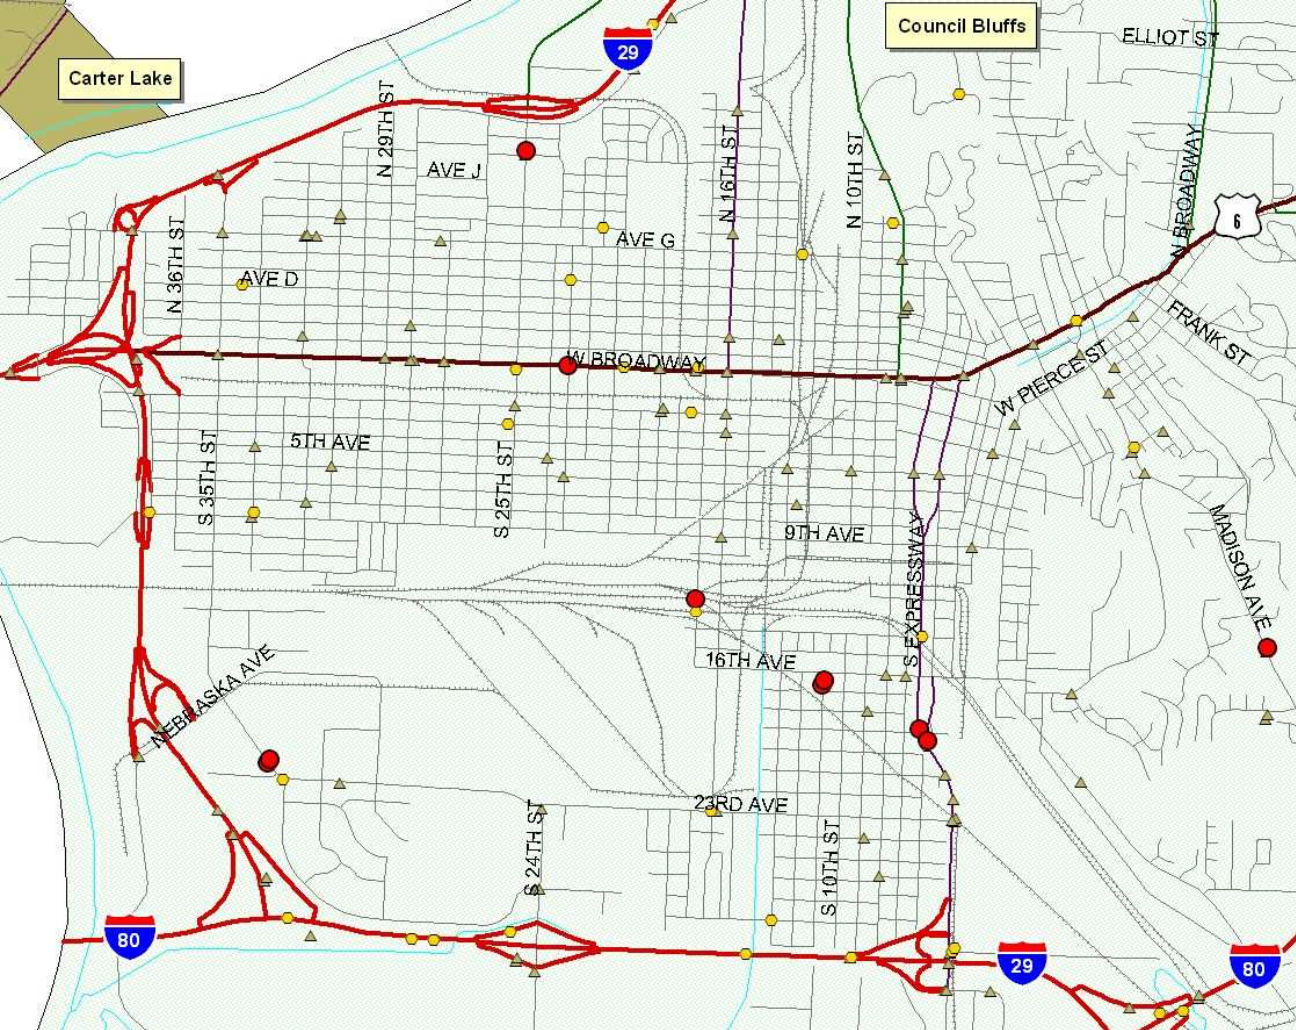 Council Bluffs
ELLIOT ST
29
Carter Lake
N 29TH ST
N 16TH ST
N 10TH ST
N BROADWAY
AVE J
6
N 36TH ST
AVE G
AVE D
FRANK ST
W BROADWAY
W PIERCE ST
5TH AVE
S 35TH ST
S 25TH ST
9TH AVE
S EXPRESSWAY
MADISON AVE
16TH AVE
NEBRASKA AVE
23RD AVE
S 24TH ST
S 10TH ST
80
29
80